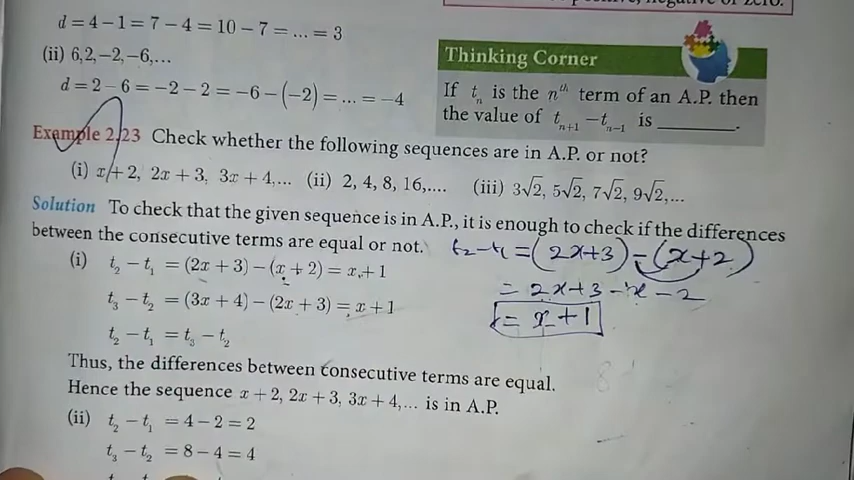 d = 4 − 1 = 7 − 4 = 10 − 7 = ... = 3
(ii) 6,2,−2,−6,...
d = 2 − 6 = −2 − 2 = −6 − (−2) = ... = −4
Thinking Corner
If tₙ is the nᵗʰ term of an A.P. then
the value of tₙ₊₁ − tₙ₋₁ is ________.
Example 2.23 Check whether the following sequences are in A.P. or not?
(i) x + 2, 2x + 3, 3x + 4,... (ii) 2, 4, 8, 16,.... (iii) 3√2, 5√2, 7√2, 9√2,...
Solution To check that the given sequence is in A.P., it is enough to check if the differences
between the consecutive terms are equal or not.
t₂ − t₁ = (2x+3) − (x+2)
= 2x+3 − x − 2
= x + 1
(i) t₂ − t₁ = (2x + 3) − (x + 2) = x + 1
t₃ − t₂ = (3x + 4) − (2x + 3) = x + 1
t₂ − t₁ = t₃ − t₂
Thus, the differences between consecutive terms are equal.
Hence the sequence x + 2, 2x + 3, 3x + 4,... is in A.P.
(ii) t₂ − t₁ = 4 − 2 = 2
t₃ − t₂ = 8 − 4 = 4